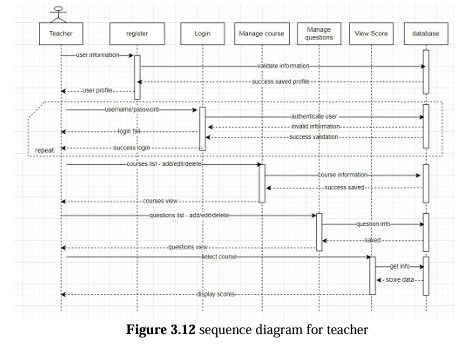 Teacher
register
Login
Manage course
Manage
questions
View Score
database
user information
validate information
success saved profile
user profile
username/password
authenticate user
invalid information
login fail
success validation
success login
repeat
courses list - add/edit/delete
course information
success saved
courses view
questions list - add/edit/delete
question info
saved
questions view
select course
get info
score data
display scores
Figure 3.12 sequence diagram for teacher